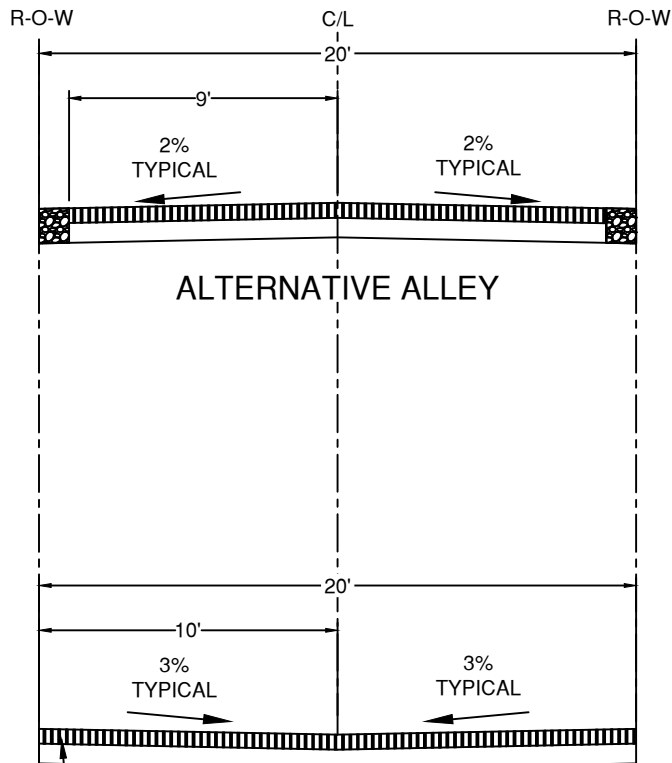 R-O-W C/L R-O-W
20'
9'
2% 2%
TYPICAL TYPICAL
ALTERNATIVE ALLEY
20'
10'
3% 3%
TYPICAL TYPICAL